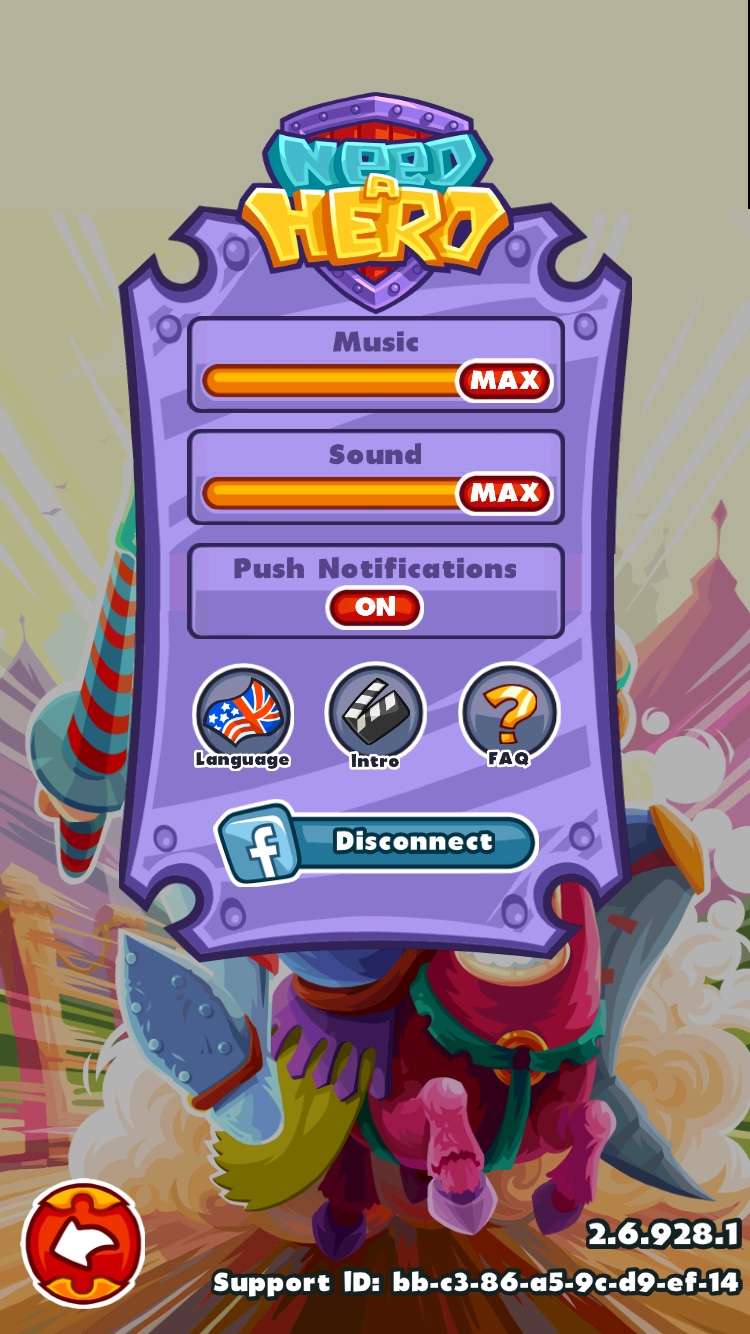 NEED
A
HERO
Music
MAX
Sound
MAX
Push Notifications
ON
Language
Intro
FAQ
f Disconnect
2.6.928.1
Support ID: bb-c3-86-a5-9c-d9-ef-14